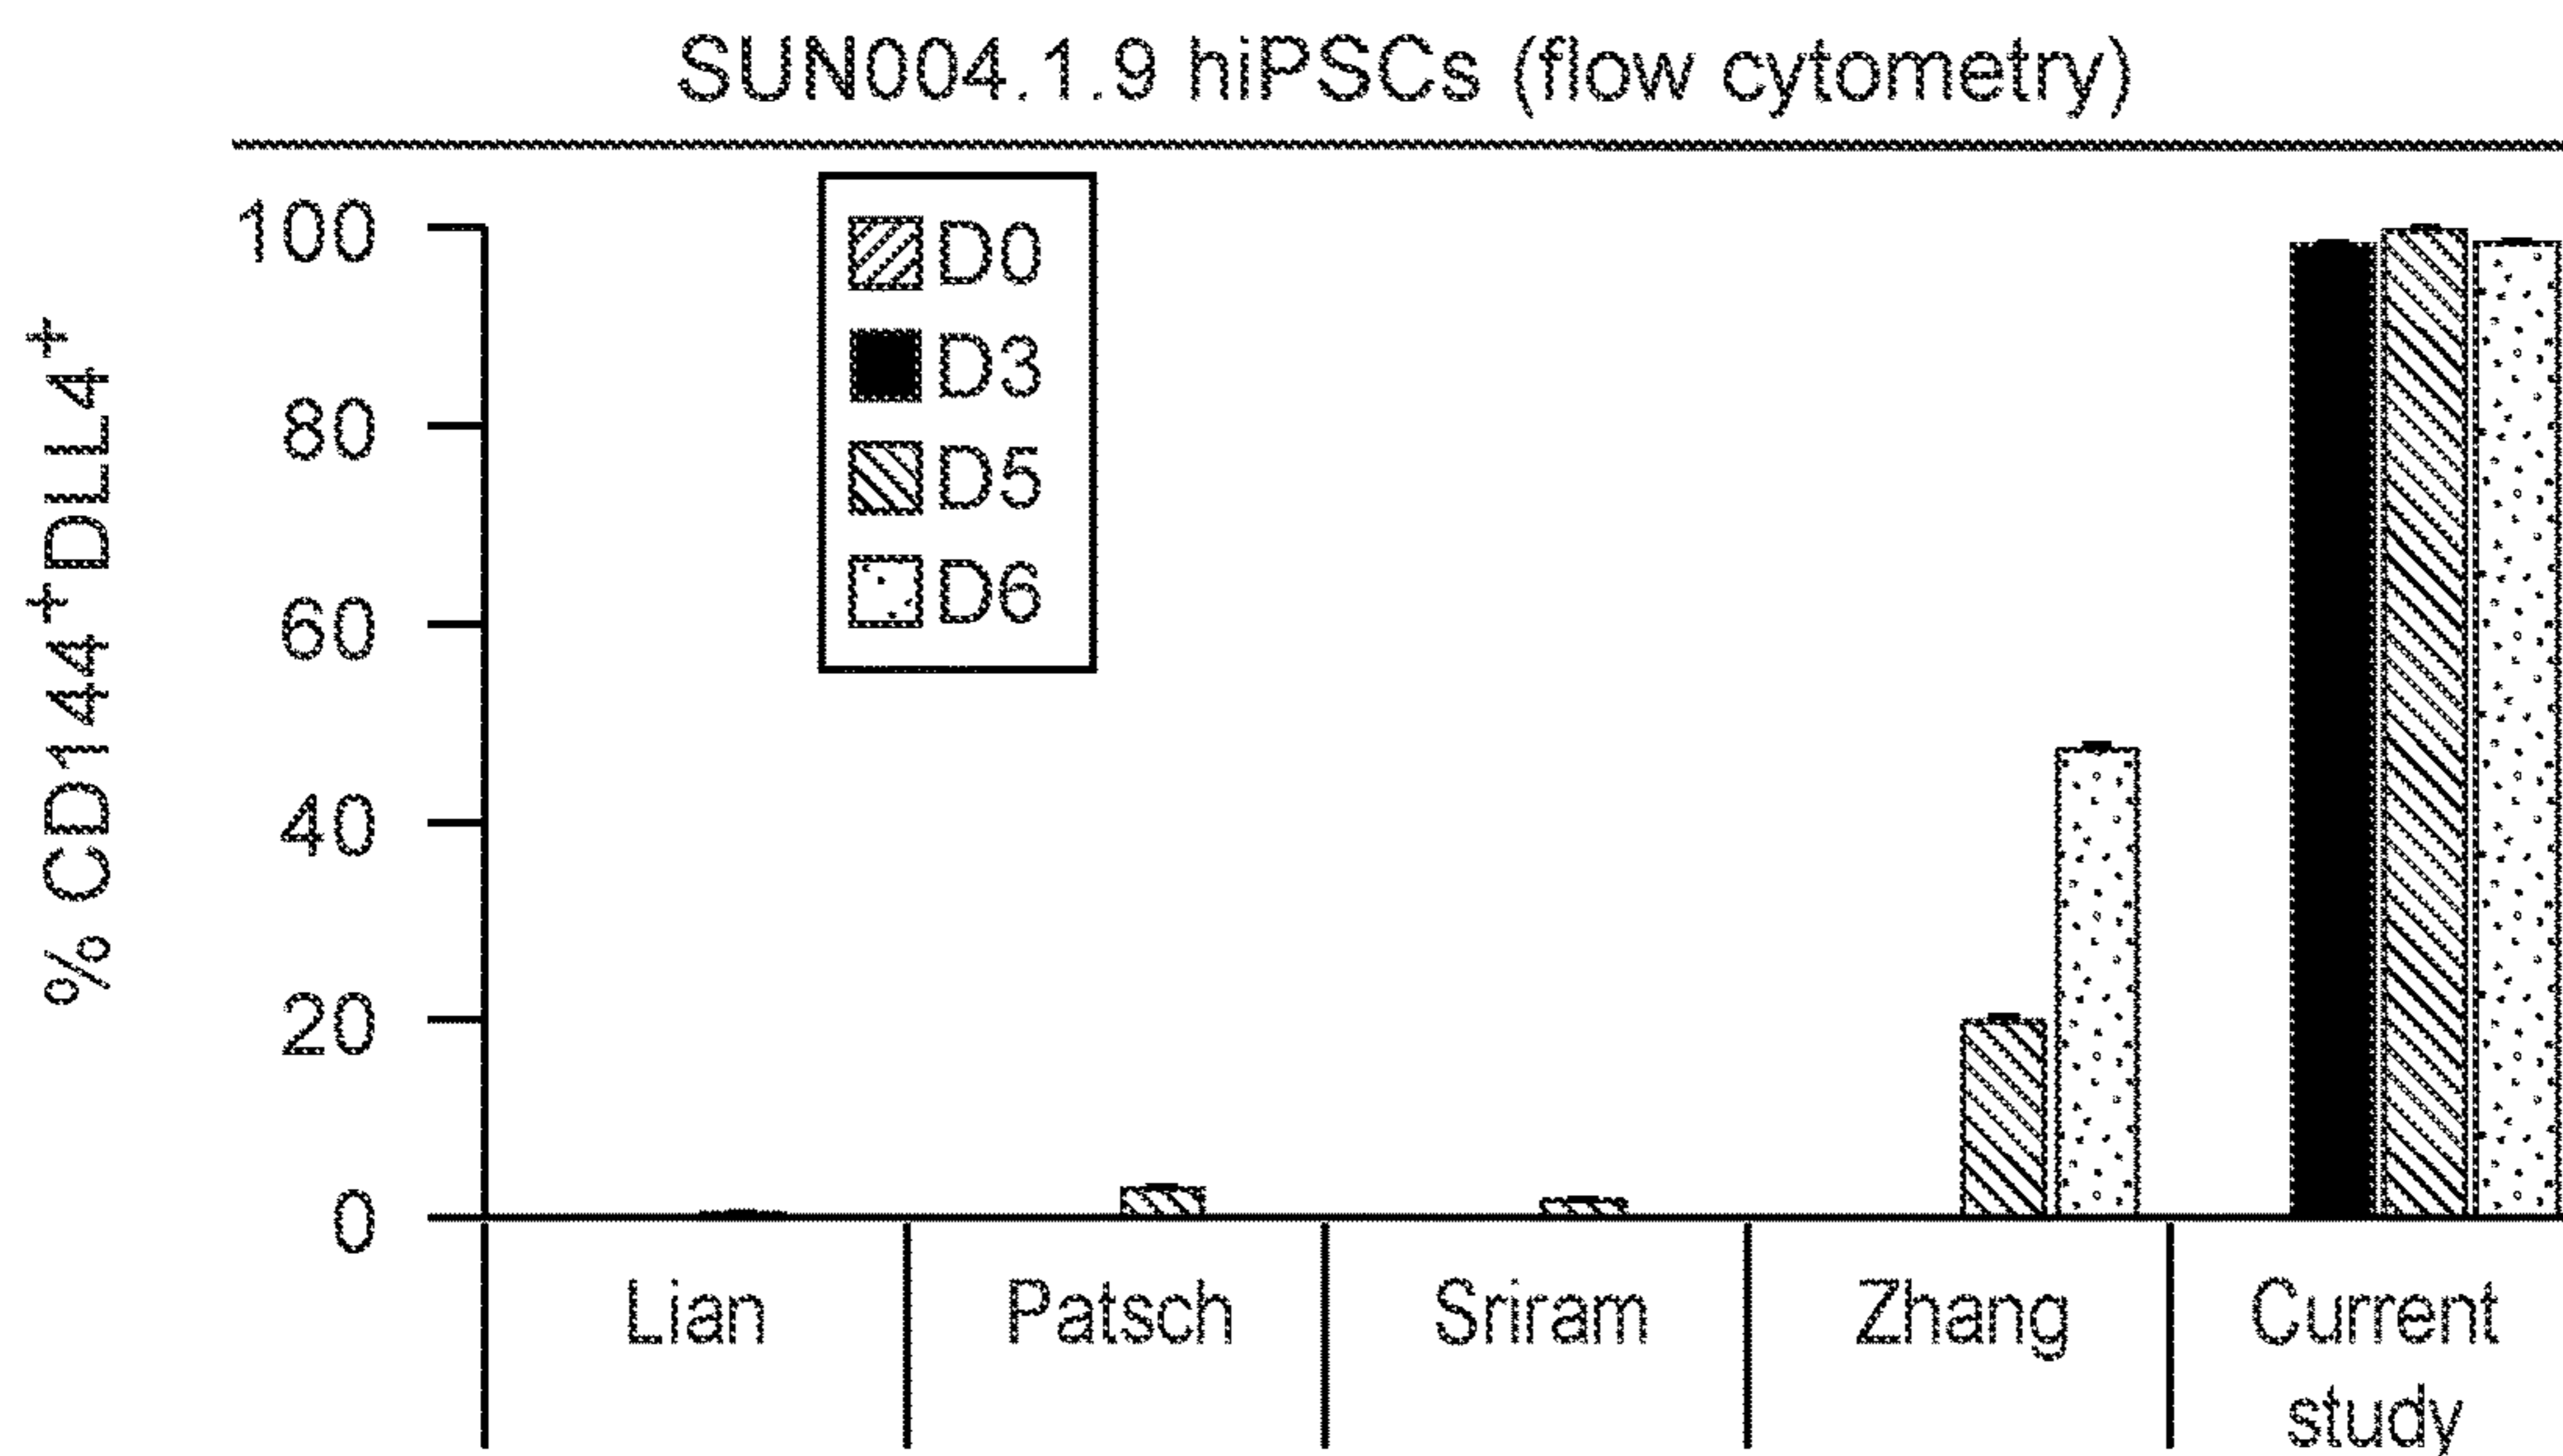 SUN004.1.9 hiPSCs (flow cytometry)
% CD144⁺DLL4⁺
100
80
60
40
20
0
D0
D3
D5
D6
Lian
Patsch
Sriram
Zhang
Current
study